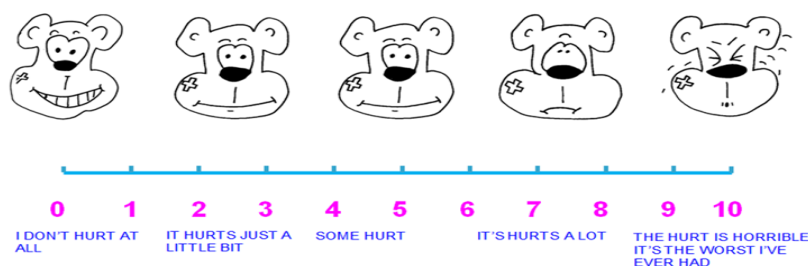 0 1 2 3 4 5 6 7 8 9 10
I DON'T HURT AT
ALL
IT HURTS JUST A
LITTLE BIT
SOME HURT
IT'S HURTS A LOT
THE HURT IS HORRIBLE
IT'S THE WORST I'VE
EVER HAD